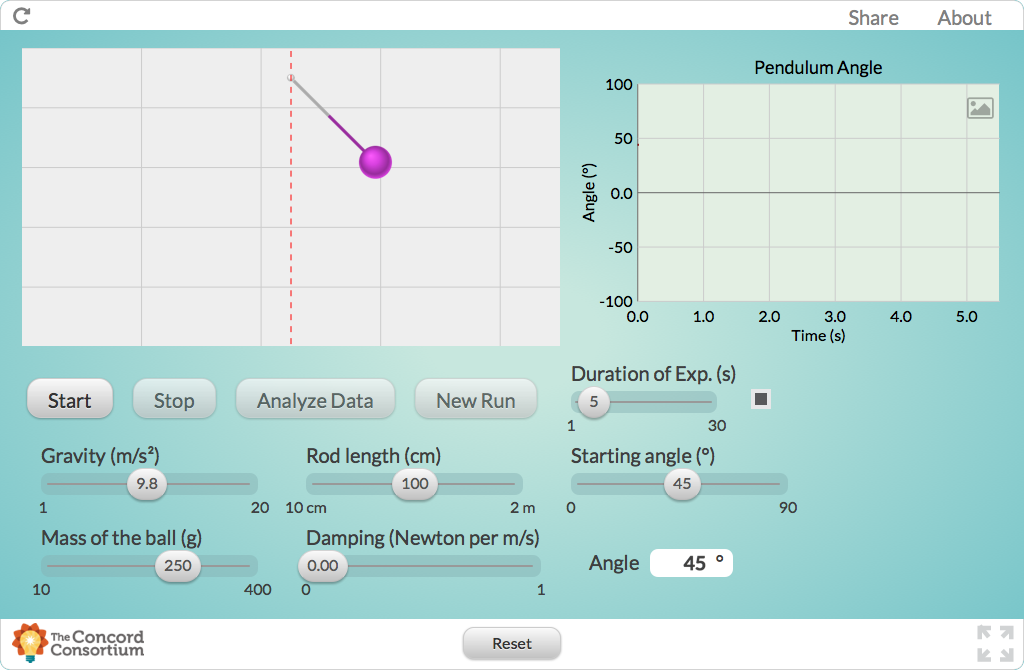 Share About
Pendulum Angle
100
50
0.0
-50
-100
Angle (°)
0.0 1.0 2.0 3.0 4.0 5.0
Time (s)
Start Stop Analyze Data New Run
Duration of Exp. (s)
5
1 30
Gravity (m/s²)
9.8
1 20
Rod length (cm)
100
10 cm 2 m
Starting angle (°)
45
0 90
Mass of the ball (g)
250
10 400
Damping (Newton per m/s)
0.00
0 1
Angle 45 °
The Concord
Consortium
Reset